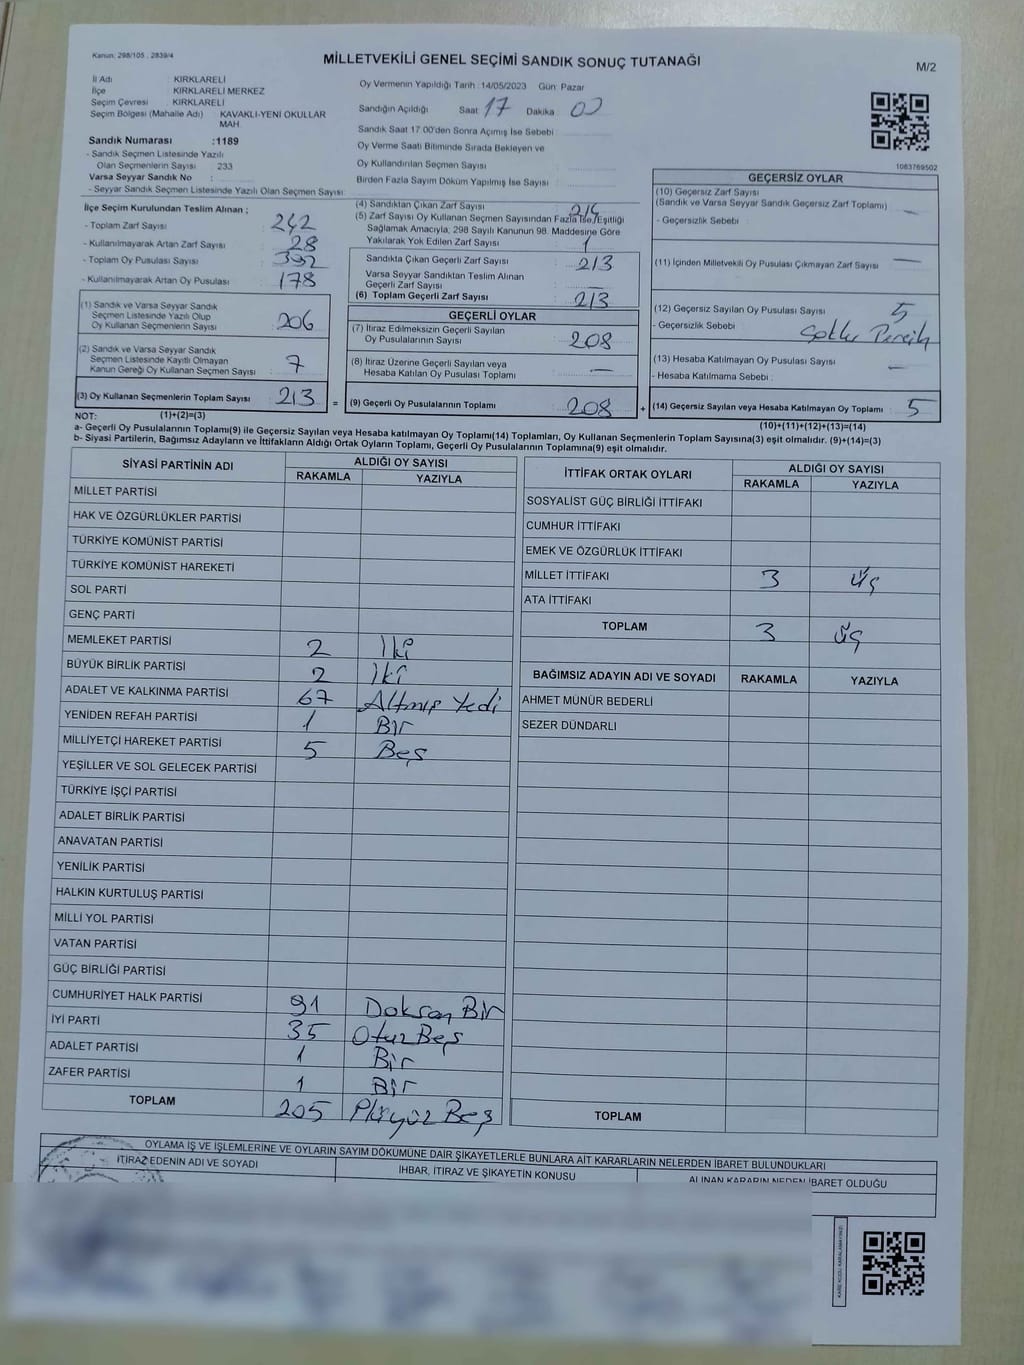 Kanun: 298/105 , 2839/4
MİLLETVEKİLİ GENEL SEÇİMİ SANDIK SONUÇ TUTANAĞI
M/2
İl Adı : KIRKLARELİ
İlçe : KIRKLARELİ MERKEZ
Seçim Çevresi : KIRKLARELİ
Seçim Bölgesi (Mahalle Adı) : KAVAKLI-YENİ OKULLAR MAH.
Sandık Numarası :1189
- Sandık Seçmen Listesinde Yazılı
Olan Seçmenlerin Sayısı : 233
Varsa Seyyar Sandık No :
- Seyyar Sandık Seçmen Listesinde Yazılı Olan Seçmen Sayısı:
Oy Vermenin Yapıldığı Tarih :14/05/2023 Gün: Pazar
Sandığın Açıldığı Saat 17 Dakika 00
Sandık Saat 17.00'den Sonra Açımış İse Sebebi :
Oy Verme Saati Bitiminde Sırada Bekleyen ve
Oy Kullandırılan Seçmen Sayısı :
Birden Fazla Sayım Döküm Yapılmış İse Sayısı :
1083769502
İlçe Seçim Kurulundan Teslim Alınan ;
- Toplam Zarf Sayısı : 242
- Kullanılmayarak Artan Zarf Sayısı : 28
- Toplam Oy Pusulası Sayısı : 392
- Kullanılmayarak Artan Oy Pusulası : 178
(1) Sandık ve Varsa Seyyar Sandık
Seçmen Listesinde Yazılı Olup
Oy Kullanan Seçmenlerin Sayısı : 206
(2) Sandık ve Varsa Seyyar Sandık
Seçmen Listesinde Kayıtlı Olmayan
Kanun Gereği Oy Kullanan Seçmen Sayısı : 7
(3) Oy Kullanan Seçmenlerin Toplam Sayısı : 213
(4) Sandıktan Çıkan Zarf Sayısı : 214
(5) Zarf Sayısı Oy Kullanan Seçmen Sayısından Fazla İse, Eşitliği
Sağlamak Amacıyla, 298 Sayılı Kanunun 98. Maddesine Göre
Yakılarak Yok Edilen Zarf Sayısı : 1
Sandıkta Çıkan Geçerli Zarf Sayısı : 213
Varsa Seyyar Sandıktan Teslim Alınan
Geçerli Zarf Sayısı :
(6) Toplam Geçerli Zarf Sayısı : 213
GEÇERLİ OYLAR
(7) İtiraz Edilmeksizin Geçerli Sayılan
Oy Pusulalarının Sayısı : 208
(8) İtiraz Üzerine Geçerli Sayılan veya
Hesaba Katılan Oy Pusulası Toplamı : —
= (9) Geçerli Oy Pusulalarının Toplamı : 208
GEÇERSİZ OYLAR
(10) Geçersiz Zarf Sayısı
(Sandık ve Varsa Seyyar Sandık Geçersiz Zarf Toplamı) : —
- Geçersizlik Sebebi :
(11) İçinden Milletvekili Oy Pusulası Çıkmayan Zarf Sayısı : —
(12) Geçersiz Sayılan Oy Pusulası Sayısı : 5
- Geçersizlik Sebebi :
(13) Hesaba Katılmayan Oy Pusulası Sayısı : —
- Hesaba Katılmama Sebebi :
+ (14) Geçersiz Sayılan veya Hesaba Katılmayan Oy Toplamı : 5
NOT: (1)+(2)=(3)
(10)+(11)+(12)+(13)=(14)
a- Geçerli Oy Pusulalarının Toplamı(9) ile Geçersiz Sayılan veya Hesaba katılmayan Oy Toplamı(14) Toplamları, Oy Kullanan Seçmenlerin Toplam Sayısına(3) eşit olmalıdır. (9)+(14)=(3)
b- Siyasi Partilerin, Bağımsız Adayların ve İttifakların Aldığı Ortak Oyların Toplamı, Geçerli Oy Pusulalarının Toplamına(9) eşit olmalıdır.
SİYASİ PARTİNİN ADI ALDIĞI OY SAYISI
RAKAMLA YAZIYLA
MİLLET PARTİSİ
HAK VE ÖZGÜRLÜKLER PARTİSİ
TÜRKİYE KOMÜNİST PARTİSİ
TÜRKİYE KOMÜNİST HAREKETİ
SOL PARTİ
GENÇ PARTİ
MEMLEKET PARTİSİ 2 İki
BÜYÜK BİRLİK PARTİSİ 2 İki
ADALET VE KALKINMA PARTİSİ 67 Altmış Yedi
YENİDEN REFAH PARTİSİ 1 Bir
MİLLİYETÇİ HAREKET PARTİSİ 5 Beş
YEŞİLLER VE SOL GELECEK PARTİSİ
TÜRKİYE İŞÇİ PARTİSİ
ADALET BİRLİK PARTİSİ
ANAVATAN PARTİSİ
YENİLİK PARTİSİ
HALKIN KURTULUŞ PARTİSİ
MİLLİ YOL PARTİSİ
VATAN PARTİSİ
GÜÇ BİRLİĞİ PARTİSİ
CUMHURİYET HALK PARTİSİ 91 Doksan Bir
İYİ PARTİ 35 Otuz Beş
ADALET PARTİSİ 1 Bir
ZAFER PARTİSİ 1 Bir
TOPLAM 205 Beş
İTTİFAK ORTAK OYLARI ALDIĞI OY SAYISI
RAKAMLA YAZIYLA
SOSYALİST GÜÇ BİRLİĞİ İTTİFAKI
CUMHUR İTTİFAKI
EMEK VE ÖZGÜRLÜK İTTİFAKI
MİLLET İTTİFAKI 3 üç
ATA İTTİFAKI
TOPLAM 3 üç
BAĞIMSIZ ADAYIN ADI VE SOYADI RAKAMLA YAZIYLA
AHMET MÜNÜR BEDERLİ
SEZER DÜNDARLI
TOPLAM
OYLAMA İŞ VE İŞLEMLERİNE VE OYLARIN SAYIM DÖKÜMÜNE DAİR ŞİKAYETLERLE BUNLARA AİT KARARLARIN NELERDEN İBARET BULUNDUKLARI
İTİRAZ EDENİN ADI VE SOYADI
İHBAR, İTİRAZ VE ŞİKAYETİN KONUSU
ALINAN KARARIN NEDEN İBARET OLDUĞU